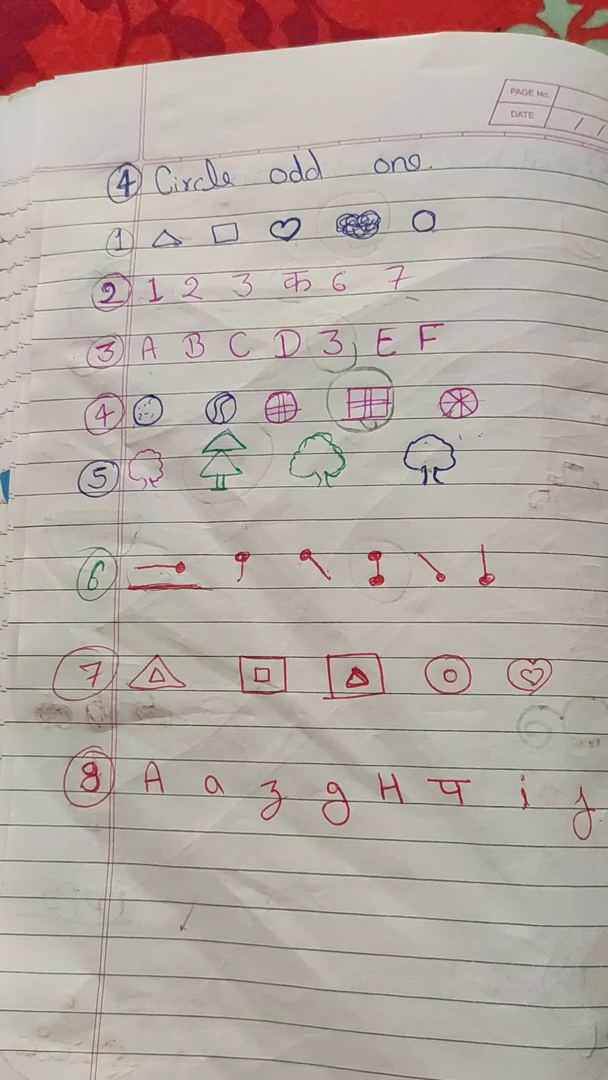 PAGE No.
DATE / /
④ Circle odd one.
①
② 1 2 3 क 6 7
③ A B C D 3 E F
④
⑤
⑥
⑦
⑧ A a z g H प i j